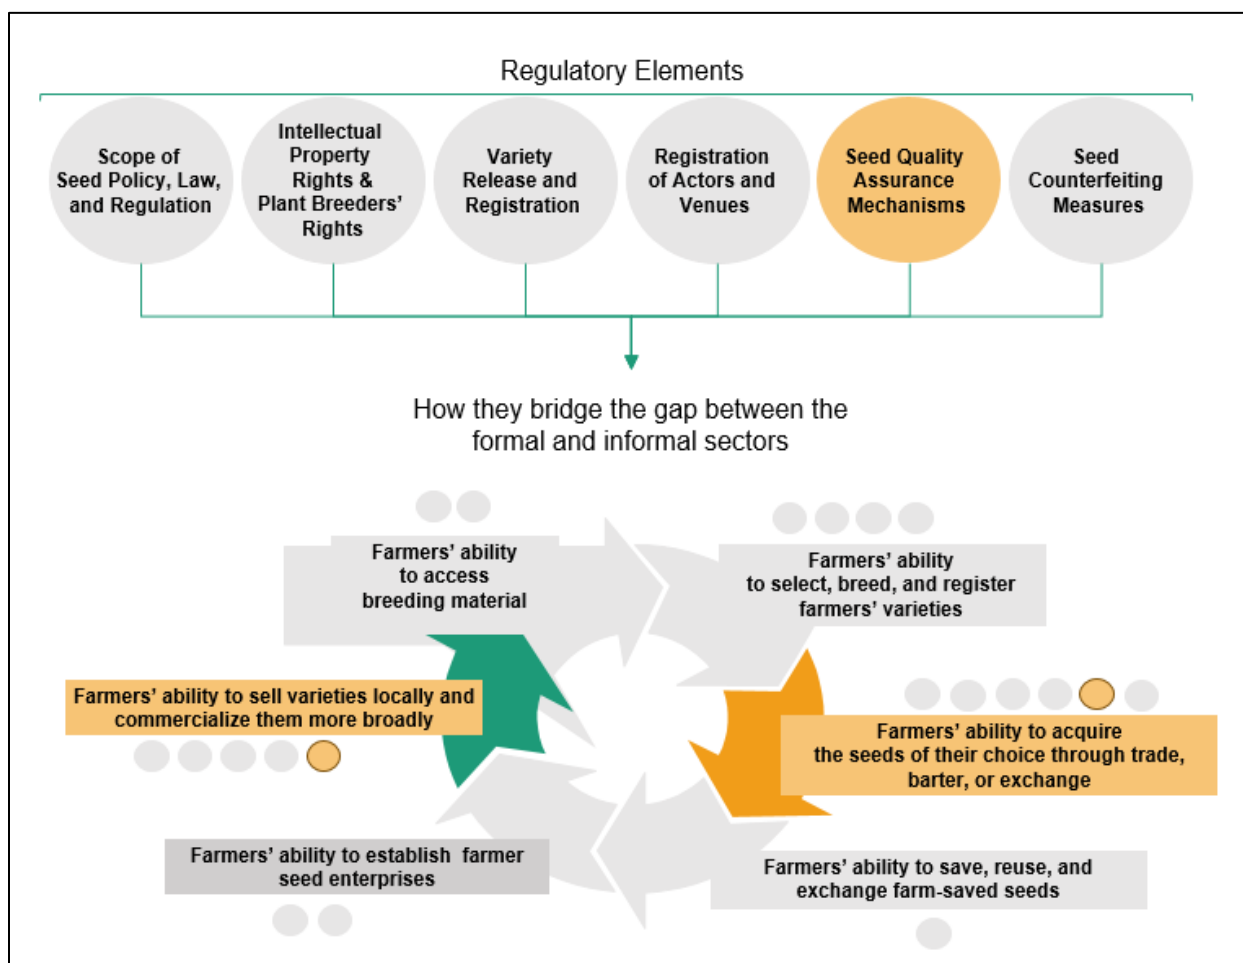 Regulatory Elements
Scope of
Seed Policy, Law,
and Regulation
Intellectual
Property
Rights &
Plant Breeders’
Rights
Variety
Release and
Registration
Registration
of Actors and
Venues
Seed Quality
Assurance
Mechanisms
Seed
Counterfeiting
Measures
How they bridge the gap between the
formal and informal sectors
Farmers’ ability
to access
breeding material
Farmers’ ability
to select, breed, and register
farmers’ varieties
Farmers’ ability to sell varieties locally and
commercialize them more broadly
Farmers’ ability to acquire
the seeds of their choice through trade,
barter, or exchange
Farmers’ ability to establish  farmer
seed enterprises
Farmers’ ability to save, reuse, and
exchange farm-saved seeds